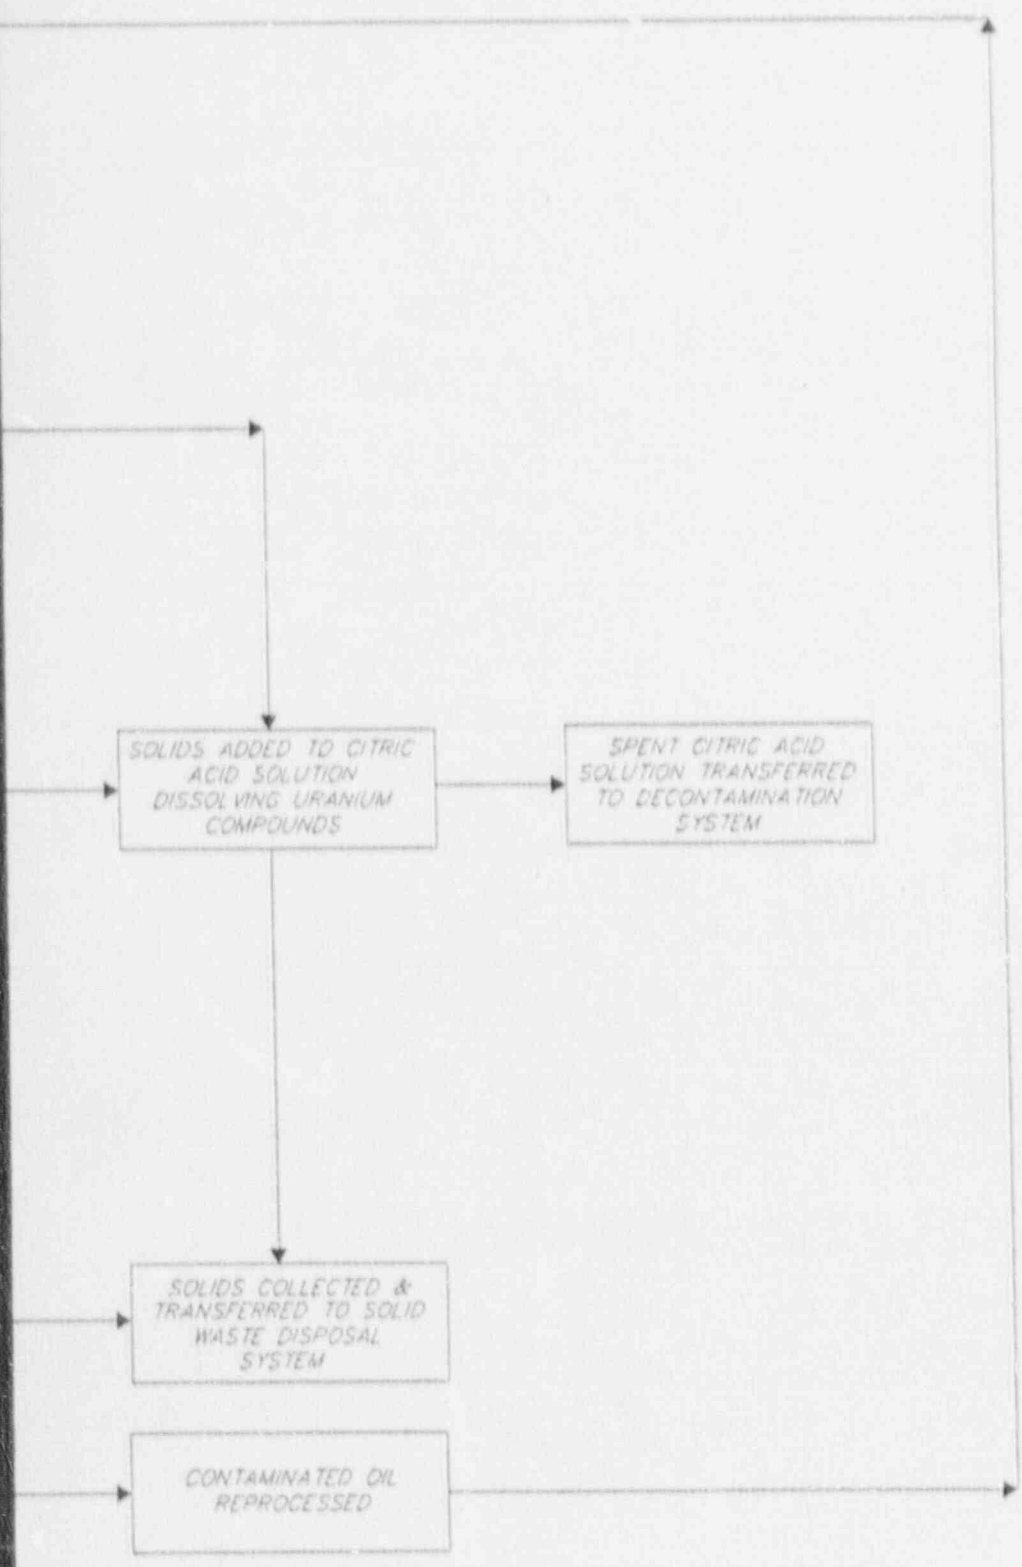 SOLIDS ADDED TO CITRIC
ACID SOLUTION
DISSOLVING URANIUM
COMPOUNDS
SPENT CITRIC ACID
SOLUTION TRANSFERRED
TO DECONTAMINATION
SYSTEM
SOLIDS COLLECTED &
TRANSFERRED TO SOLID
WASTE DISPOSAL
SYSTEM
CONTAMINATED OIL
REPROCESSED